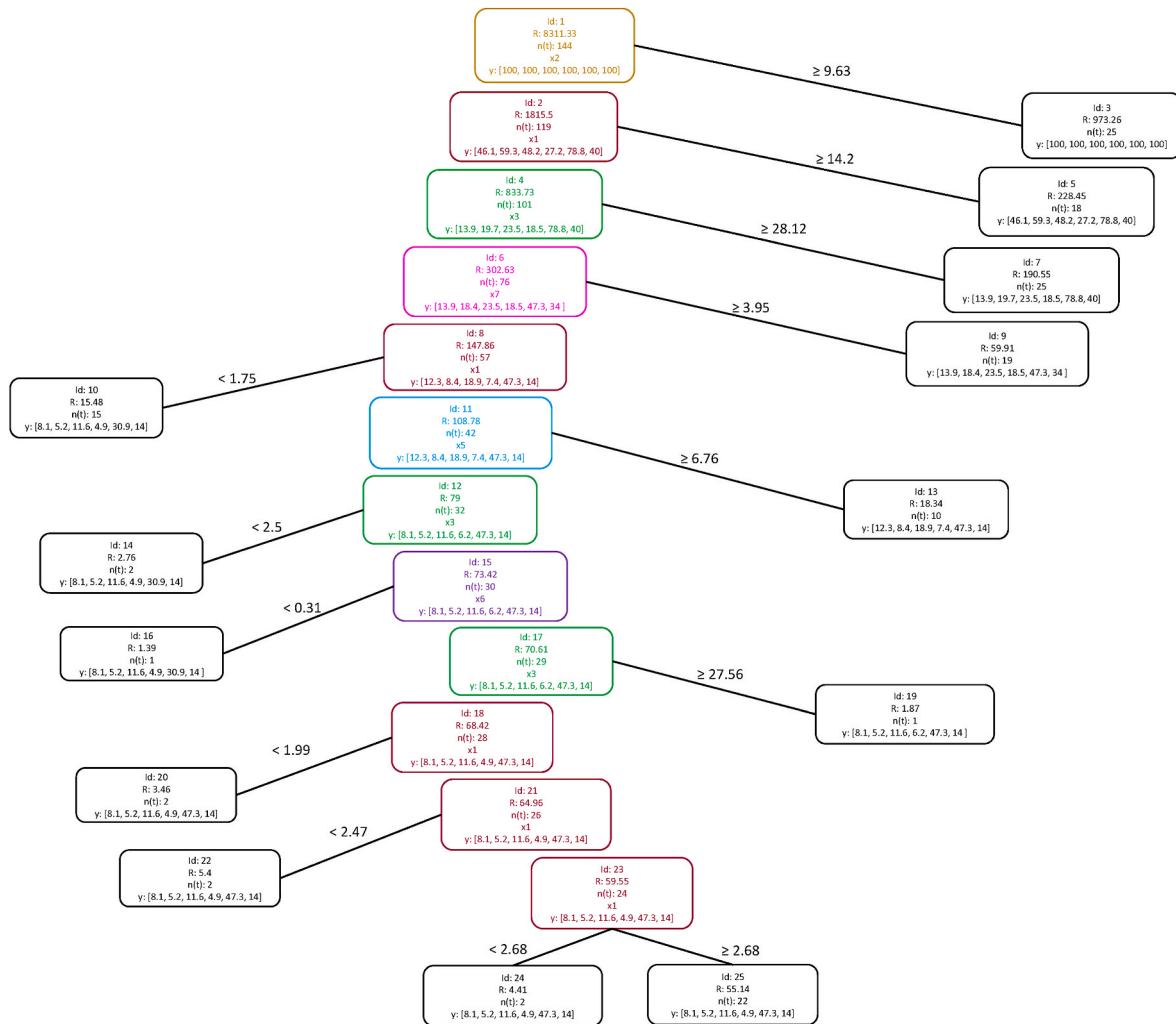 Id: 1
R: 8311.33
n(t): 144
x2
y: [100, 100, 100, 100, 100, 100]
≥ 9.63
Id: 2
R: 1815.5
n(t): 119
x1
y: [46.1, 59.3, 48.2, 27.2, 78.8, 40]
Id: 3
R: 973.26
n(t): 25
y: [100, 100, 100, 100, 100, 100]
≥ 14.2
Id: 4
R: 833.73
n(t): 101
x3
y: [13.9, 19.7, 23.5, 18.5, 78.8, 40]
Id: 5
R: 228.45
n(t): 18
y: [46.1, 59.3, 48.2, 27.2, 78.8, 40]
≥ 28.12
Id: 6
R: 302.63
n(t): 76
x7
y: [13.9, 18.4, 23.5, 18.5, 47.3, 34 ]
Id: 7
R: 190.55
n(t): 25
y: [13.9, 19.7, 23.5, 18.5, 78.8, 40]
≥ 3.95
Id: 8
R: 147.86
n(t): 57
x1
y: [12.3, 8.4, 18.9, 7.4, 47.3, 14]
Id: 9
R: 59.91
n(t): 19
y: [13.9, 18.4, 23.5, 18.5, 47.3, 34 ]
< 1.75
Id: 10
R: 15.48
n(t): 15
y: [8.1, 5.2, 11.6, 4.9, 30.9, 14]
Id: 11
R: 108.78
n(t): 42
x5
y: [12.3, 8.4, 18.9, 7.4, 47.3, 14]
≥ 6.76
Id: 12
R: 79
n(t): 32
x3
y: [8.1, 5.2, 11.6, 6.2, 47.3, 14]
Id: 13
R: 18.34
n(t): 10
y: [12.3, 8.4, 18.9, 7.4, 47.3, 14]
< 2.5
Id: 14
R: 2.76
n(t): 2
y: [8.1, 5.2, 11.6, 4.9, 30.9, 14]
Id: 15
R: 73.42
n(t): 30
x6
y: [8.1, 5.2, 11.6, 6.2, 47.3, 14]
< 0.31
Id: 16
R: 1.39
n(t): 1
y: [8.1, 5.2, 11.6, 4.9, 30.9, 14 ]
Id: 17
R: 70.61
n(t): 29
x3
y: [8.1, 5.2, 11.6, 6.2, 47.3, 14]
≥ 27.56
Id: 18
R: 68.42
n(t): 28
x1
y: [8.1, 5.2, 11.6, 4.9, 47.3, 14]
Id: 19
R: 1.87
n(t): 1
y: [8.1, 5.2, 11.6, 6.2, 47.3, 14 ]
< 1.99
Id: 20
R: 3.46
n(t): 2
y: [8.1, 5.2, 11.6, 4.9, 47.3, 14]
Id: 21
R: 64.96
n(t): 26
x1
y: [8.1, 5.2, 11.6, 4.9, 47.3, 14]
< 2.47
Id: 22
R: 5.4
n(t): 2
y: [8.1, 5.2, 11.6, 4.9, 47.3, 14]
Id: 23
R: 59.55
n(t): 24
x1
y: [8.1, 5.2, 11.6, 4.9, 47.3, 14]
< 2.68
≥ 2.68
Id: 24
R: 4.41
n(t): 2
y: [8.1, 5.2, 11.6, 4.9, 47.3, 14]
Id: 25
R: 55.14
n(t): 22
y: [8.1, 5.2, 11.6, 4.9, 47.3, 14]